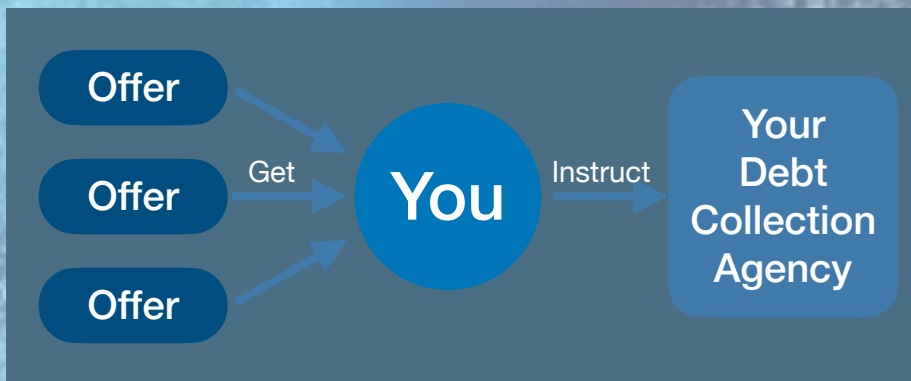 Offer
Offer
Offer
Get
You
Instruct
Your
Debt
Collection
Agency